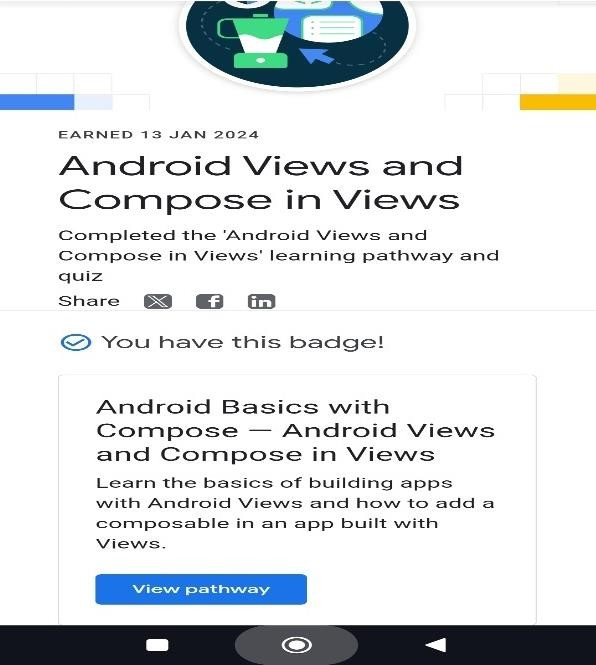 EARNED 13 JAN 2024
Android Views and
Compose in Views
Completed the 'Android Views and
Compose in Views' learning pathway and
quiz
Share
You have this badge!
Android Basics with
Compose — Android Views
and Compose in Views
Learn the basics of building apps
with Android Views and how to add a
composable in an app built with
Views.
View pathway